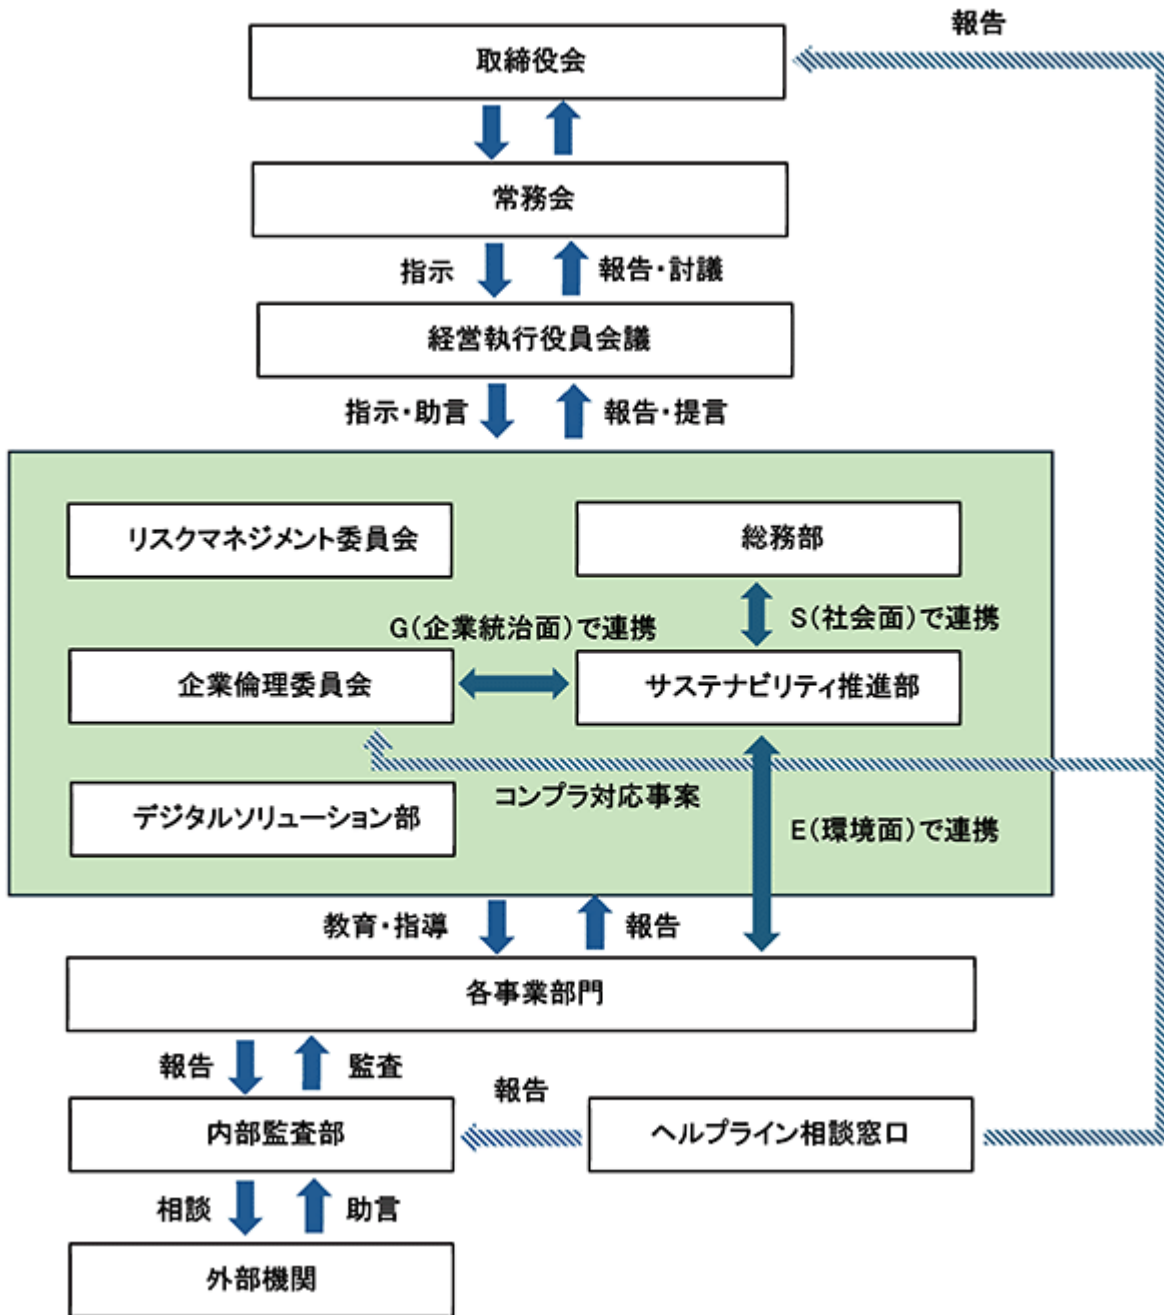 報告
取締役会
常務会
指示
報告・討議
経営執行役員会議
指示・助言
報告・提言
リスクマネジメント委員会
総務部
G(企業統治面)で連携
S(社会面)で連携
企業倫理委員会
サステナビリティ推進部
コンプラ対応事案
デジタルソリューション部
E(環境面)で連携
教育・指導
報告
各事業部門
報告
監査
報告
内部監査部
ヘルプライン相談窓口
相談
助言
外部機関